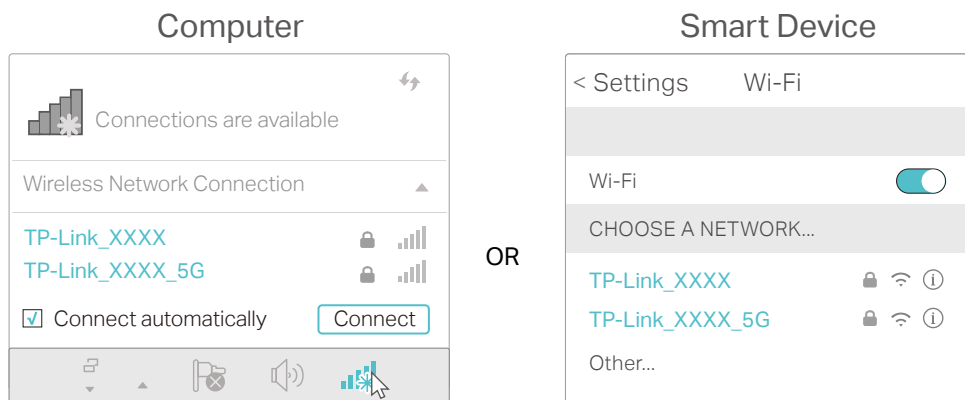 Computer
Connections are available
Wireless Network Connection
TP-Link_XXXX
TP-Link_XXXX_5G
Connect automatically
Connect
OR
Smart Device
< Settings
Wi-Fi
Wi-Fi
CHOOSE A NETWORK...
TP-Link_XXXX
TP-Link_XXXX_5G
Other...